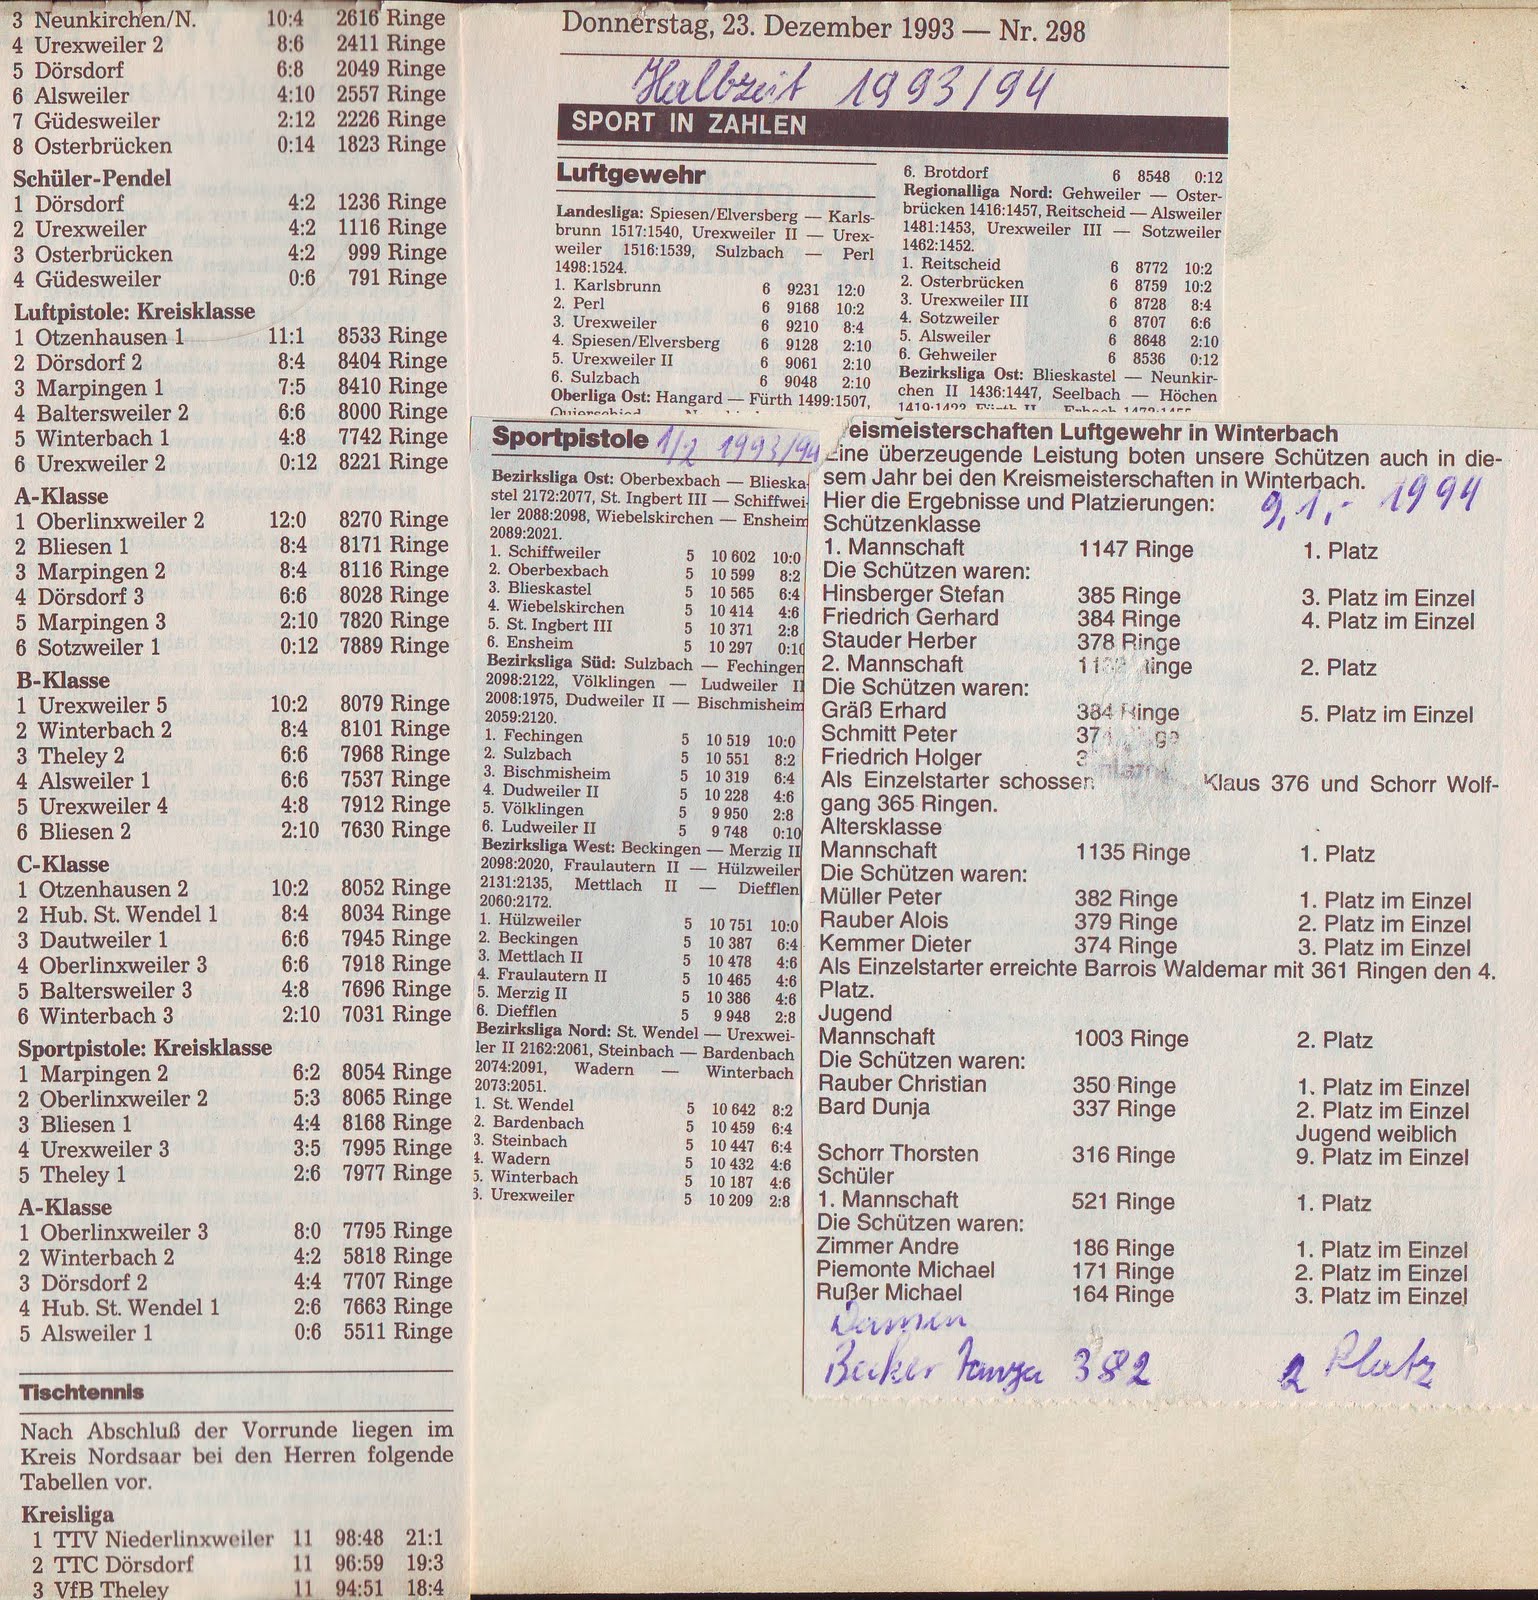 3 Neunkirchen/N. 10:4 2616 Ringe
4 Urexweiler 2 8:6 2411 Ringe
5 Dörsdorf 6:8 2049 Ringe
6 Alsweiler 4:10 2557 Ringe
7 Güdesweiler 2:12 2226 Ringe
8 Osterbrücken 0:14 1823 Ringe
Schüler-Pendel
1 Dörsdorf 4:2 1236 Ringe
2 Urexweiler 4:2 1116 Ringe
3 Osterbrücken 4:2 999 Ringe
4 Güdesweiler 0:6 791 Ringe
Luftpistole: Kreisklasse
1 Otzenhausen 1 11:1 8533 Ringe
2 Dörsdorf 2 8:4 8404 Ringe
3 Marpingen 1 7:5 8410 Ringe
4 Baltersweiler 2 6:6 8000 Ringe
5 Winterbach 1 4:8 7742 Ringe
6 Urexweiler 2 0:12 8221 Ringe
A-Klasse
1 Oberlinxweiler 2 12:0 8270 Ringe
2 Bliesen 1 8:4 8171 Ringe
3 Marpingen 2 8:4 8116 Ringe
4 Dörsdorf 3 6:6 8028 Ringe
5 Marpingen 3 2:10 7820 Ringe
6 Sotzweiler 1 0:12 7889 Ringe
B-Klasse
1 Urexweiler 5 10:2 8079 Ringe
2 Winterbach 2 8:4 8101 Ringe
3 Theley 2 6:6 7968 Ringe
4 Alsweiler 1 6:6 7537 Ringe
5 Urexweiler 4 4:8 7912 Ringe
6 Bliesen 2 2:10 7630 Ringe
C-Klasse
1 Otzenhausen 2 10:2 8052 Ringe
2 Hub. St. Wendel 1 8:4 8034 Ringe
3 Dautweiler 1 6:6 7945 Ringe
4 Oberlinxweiler 3 6:6 7918 Ringe
5 Baltersweiler 3 4:8 7696 Ringe
6 Winterbach 3 2:10 7031 Ringe
Sportpistole: Kreisklasse
1 Marpingen 2 6:2 8054 Ringe
2 Oberlinxweiler 2 5:3 8065 Ringe
3 Bliesen 1 4:4 8168 Ringe
4 Urexweiler 3 3:5 7995 Ringe
5 Theley 1 2:6 7977 Ringe
A-Klasse
1 Oberlinxweiler 3 8:0 7795 Ringe
2 Winterbach 2 4:2 5818 Ringe
3 Dörsdorf 2 4:4 7707 Ringe
4 Hub. St. Wendel 1 2:6 7663 Ringe
5 Alsweiler 1 0:6 5511 Ringe
Tischtennis
Nach Abschluß der Vorrunde liegen im
Kreis Nordsaar bei den Herren folgende
Tabellen vor.
Kreisliga
1 TTV Niederlinxweiler 11 98:48 21:1
2 TTC Dörsdorf 11 96:59 19:3
3 VfB Theley 11 94:51 18:4
Donnerstag, 23. Dezember 1993 — Nr. 298
Halbzeit 1993/94
SPORT IN ZAHLEN
Luftgewehr
Landesliga: Spiesen/Elversberg — Karls-
brunn 1517:1540, Urexweiler II — Urex-
weiler 1516:1539, Sulzbach — Perl
1498:1524.
1. Karlsbrunn 6 9231 12:0
2. Perl 6 9168 10:2
3. Urexweiler 6 9210 8:4
4. Spiesen/Elversberg 6 9128 2:10
5. Urexweiler II 6 9061 2:10
6. Sulzbach 6 9048 2:10
Oberliga Ost: Hangard — Fürth 1499:1507,
6. Brotdorf 6 8548 0:12
Regionalliga Nord: Gehweiler — Oster-
brücken 1416:1457, Reitscheid — Alsweiler
1481:1453, Urexweiler III — Sotzweiler
1462:1452.
1. Reitscheid 6 8772 10:2
2. Osterbrücken 6 8759 10:2
3. Urexweiler III 6 8728 8:4
4. Sotzweiler 6 8707 6:6
5. Alsweiler 6 8648 2:10
6. Gehweiler 6 8536 0:12
Bezirksliga Ost: Blieskastel — Neunkir-
chen II 1436:1447, Seelbach — Höchen
Sportpistole 1/2 1993/94
Bezirksliga Ost: Oberbexbach — Blieska-
stel 2172:2077, St. Ingbert III — Schiffwei-
ler 2088:2098, Wiebelskirchen — Ensheim
2089:2021.
1. Schiffweiler 5 10 602 10:0
2. Oberbexbach 5 10 599 8:2
3. Blieskastel 5 10 565 6:4
4. Wiebelskirchen 5 10 414 4:6
5. St. Ingbert III 5 10 371 2:8
6. Ensheim 5 10 297 0:10
Bezirksliga Süd: Sulzbach — Fechingen
2098:2122, Völklingen — Ludweiler II
2008:1975, Dudweiler II — Bischmisheim
2059:2120.
1. Fechingen 5 10 519 10:0
2. Sulzbach 5 10 551 8:2
3. Bischmisheim 5 10 319 6:4
4. Dudweiler II 5 10 228 4:6
5. Völklingen 5 9 950 2:8
6. Ludweiler II 5 9 748 0:10
Bezirksliga West: Beckingen — Merzig II
2098:2020, Fraulautern II — Hülzweiler
2131:2135, Mettlach II — Diefflen
2060:2172.
1. Hülzweiler 5 10 751 10:0
2. Beckingen 5 10 387 6:4
3. Mettlach II 5 10 478 4:6
4. Fraulautern II 5 10 465 4:6
5. Merzig II 5 10 386 4:6
6. Diefflen 5 9 948 2:8
Bezirksliga Nord: St. Wendel — Urexwei-
ler II 2162:2061, Steinbach — Bardenbach
2074:2091, Wadern — Winterbach
2073:2051.
1. St. Wendel 5 10 642 8:2
2. Bardenbach 5 10 459 6:4
3. Steinbach 5 10 447 6:4
4. Wadern 5 10 432 4:6
5. Winterbach 5 10 187 4:6
6. Urexweiler 5 10 209 2:8
eismeisterschaften Luftgewehr in Winterbach
Eine überzeugende Leistung boten unsere Schützen auch in die-
sem Jahr bei den Kreismeisterschaften in Winterbach.
Hier die Ergebnisse und Platzierungen: 9.1.- 1994
Schützenklasse
1. Mannschaft 1147 Ringe 1. Platz
Die Schützen waren:
Hinsberger Stefan 385 Ringe 3. Platz im Einzel
Friedrich Gerhard 384 Ringe 4. Platz im Einzel
Stauder Herber 378 Ringe
2. Mannschaft Ringe 2. Platz
Die Schützen waren:
Gräß Erhard 384 Ringe 5. Platz im Einzel
Schmitt Peter 374
Friedrich Holger
Als Einzelstarter schossen Klaus 376 und Schorr Wolf-
gang 365 Ringen.
Altersklasse
Mannschaft 1135 Ringe 1. Platz
Die Schützen waren:
Müller Peter 382 Ringe 1. Platz im Einzel
Rauber Alois 379 Ringe 2. Platz im Einzel
Kemmer Dieter 374 Ringe 3. Platz im Einzel
Als Einzelstarter erreichte Barrois Waldemar mit 361 Ringen den 4.
Platz.
Jugend
Mannschaft 1003 Ringe 2. Platz
Die Schützen waren:
Rauber Christian 350 Ringe 1. Platz im Einzel
Bard Dunja 337 Ringe 2. Platz im Einzel
Jugend weiblich
Schorr Thorsten 316 Ringe 9. Platz im Einzel
Schüler
1. Mannschaft 521 Ringe 1. Platz
Die Schützen waren:
Zimmer Andre 186 Ringe 1. Platz im Einzel
Piemonte Michael 171 Ringe 2. Platz im Einzel
Rußer Michael 164 Ringe 3. Platz im Einzel
Damen
Becker Tanja 382 2 Platz